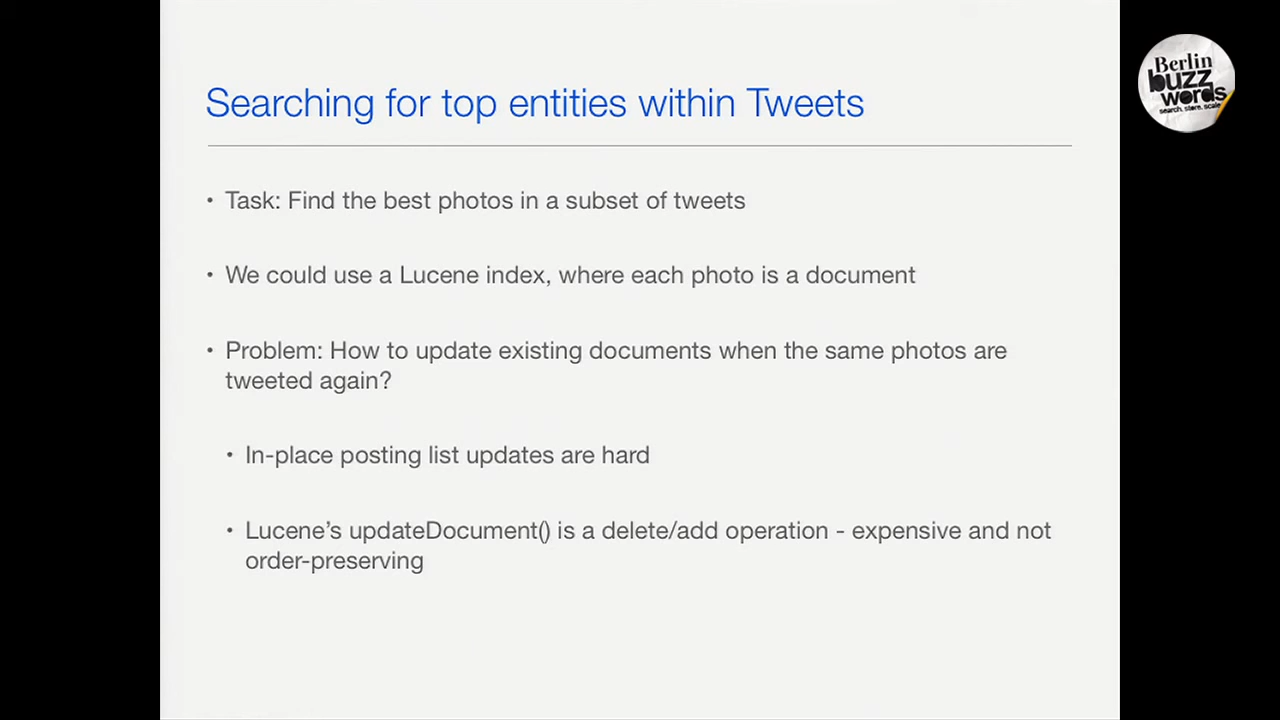 Searching for top entities within Tweets
• Task: Find the best photos in a subset of tweets
• We could use a Lucene index, where each photo is a document
• Problem: How to update existing documents when the same photos are
tweeted again?
• In-place posting list updates are hard
• Lucene’s updateDocument() is a delete/add operation - expensive and not
order-preserving
Berlin
buzz
words
search. store. scale.